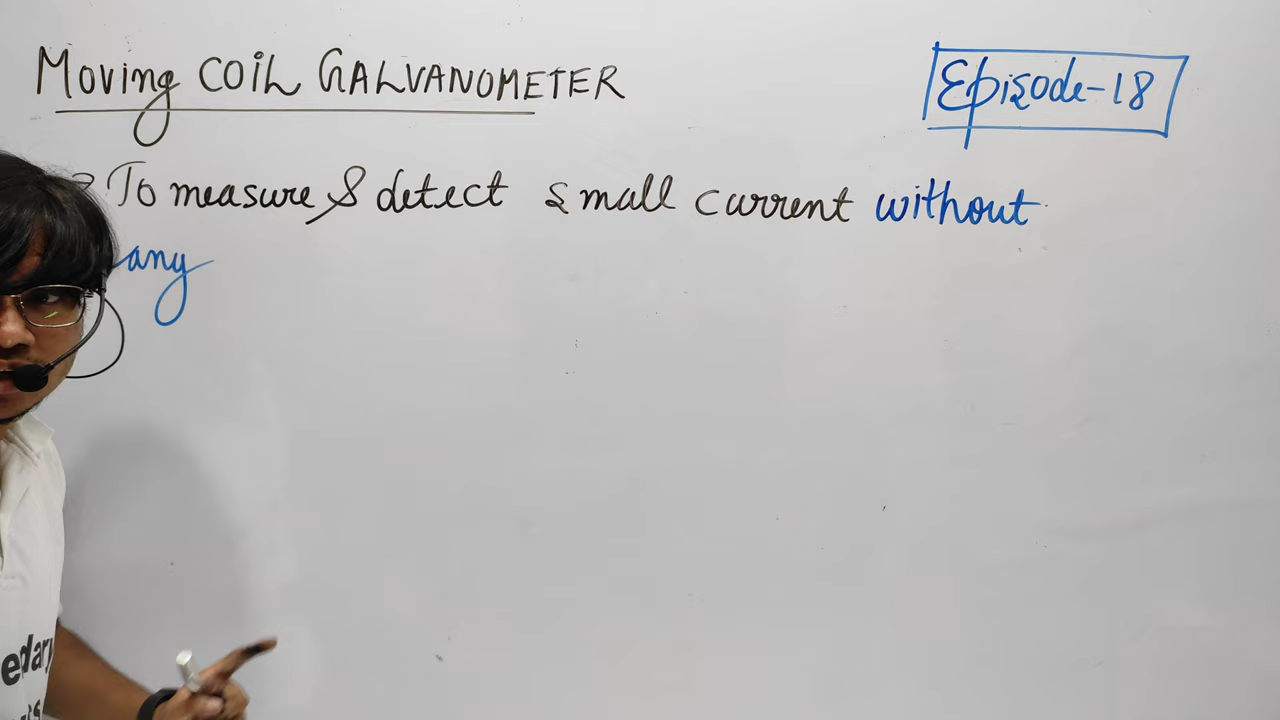 Moving COIL GALVANOMETER
Episode-18
To measure & detect small current without
any